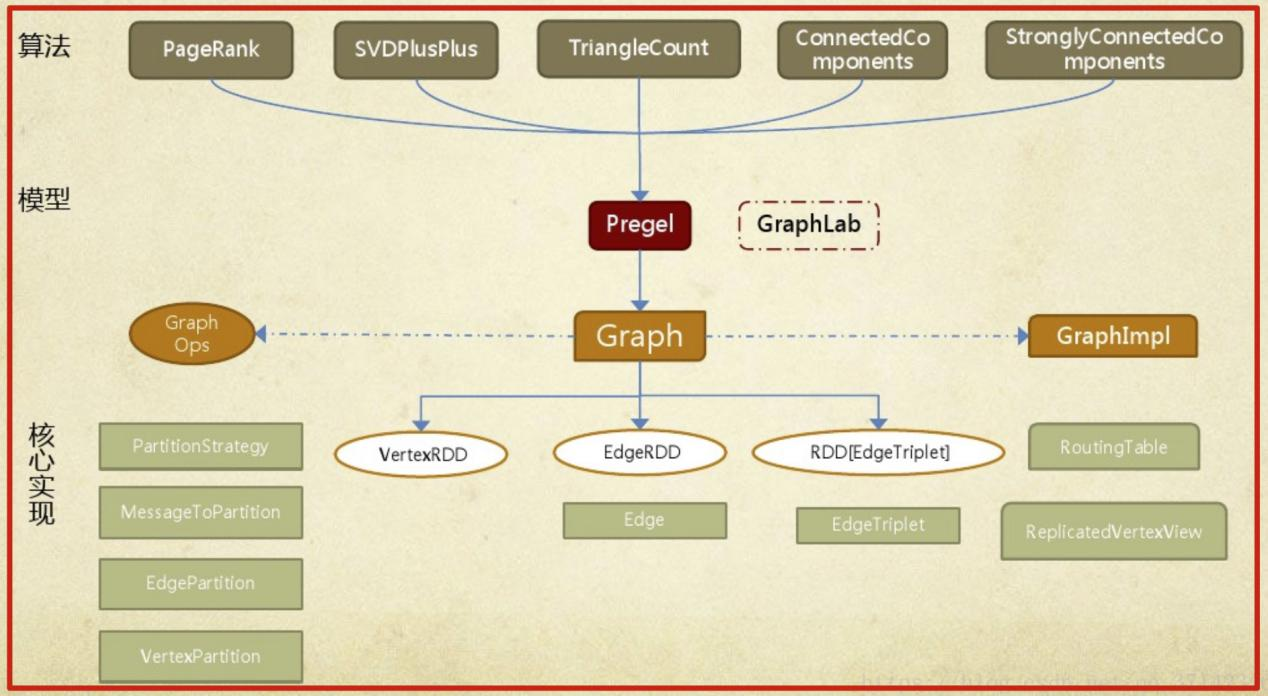 算法
PageRank
SVDPlusPlus
TriangleCount
ConnectedCo
mponents
StronglyConnectedCo
mponents
模型
Pregel
GraphLab
Graph
Ops
Graph
GraphImpl
核心实现
PartitionStrategy
VertexRDD
EdgeRDD
RDD[EdgeTriplet]
RoutingTable
MessageToPartition
Edge
EdgeTriplet
ReplicatedVertexView
EdgePartition
VertexPartition